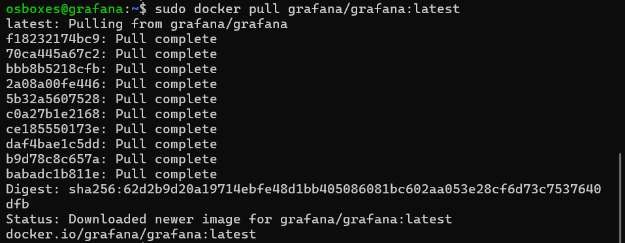 osboxes@grafana:~$ sudo docker pull grafana/grafana:latest
latest: Pulling from grafana/grafana
f18232174bc9: Pull complete
70ca445a67c2: Pull complete
bbb8b5218cfb: Pull complete
2a08a00fe446: Pull complete
5b32a5607528: Pull complete
c0a27b1e2168: Pull complete
ce185550173e: Pull complete
daf4bae1c5dd: Pull complete
b9d78c8c657a: Pull complete
babadc1b811e: Pull complete
Digest: sha256:62d2b9d20a19714ebfe48d1bb405086081bc602aa053e28cf6d73c7537640
dfb
Status: Downloaded newer image for grafana/grafana:latest
docker.io/grafana/grafana:latest